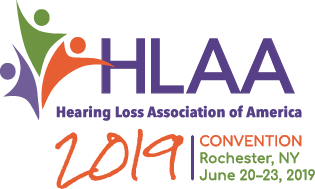 HLAA
Hearing Loss Association of America
2019
CONVENTION
Rochester, NY
June 20–23, 2019